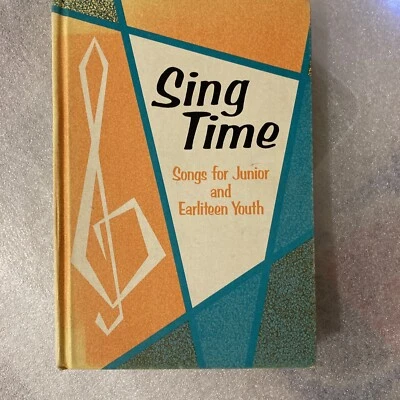 Sing
Time
Songs for Junior
and
Earliteen Youth